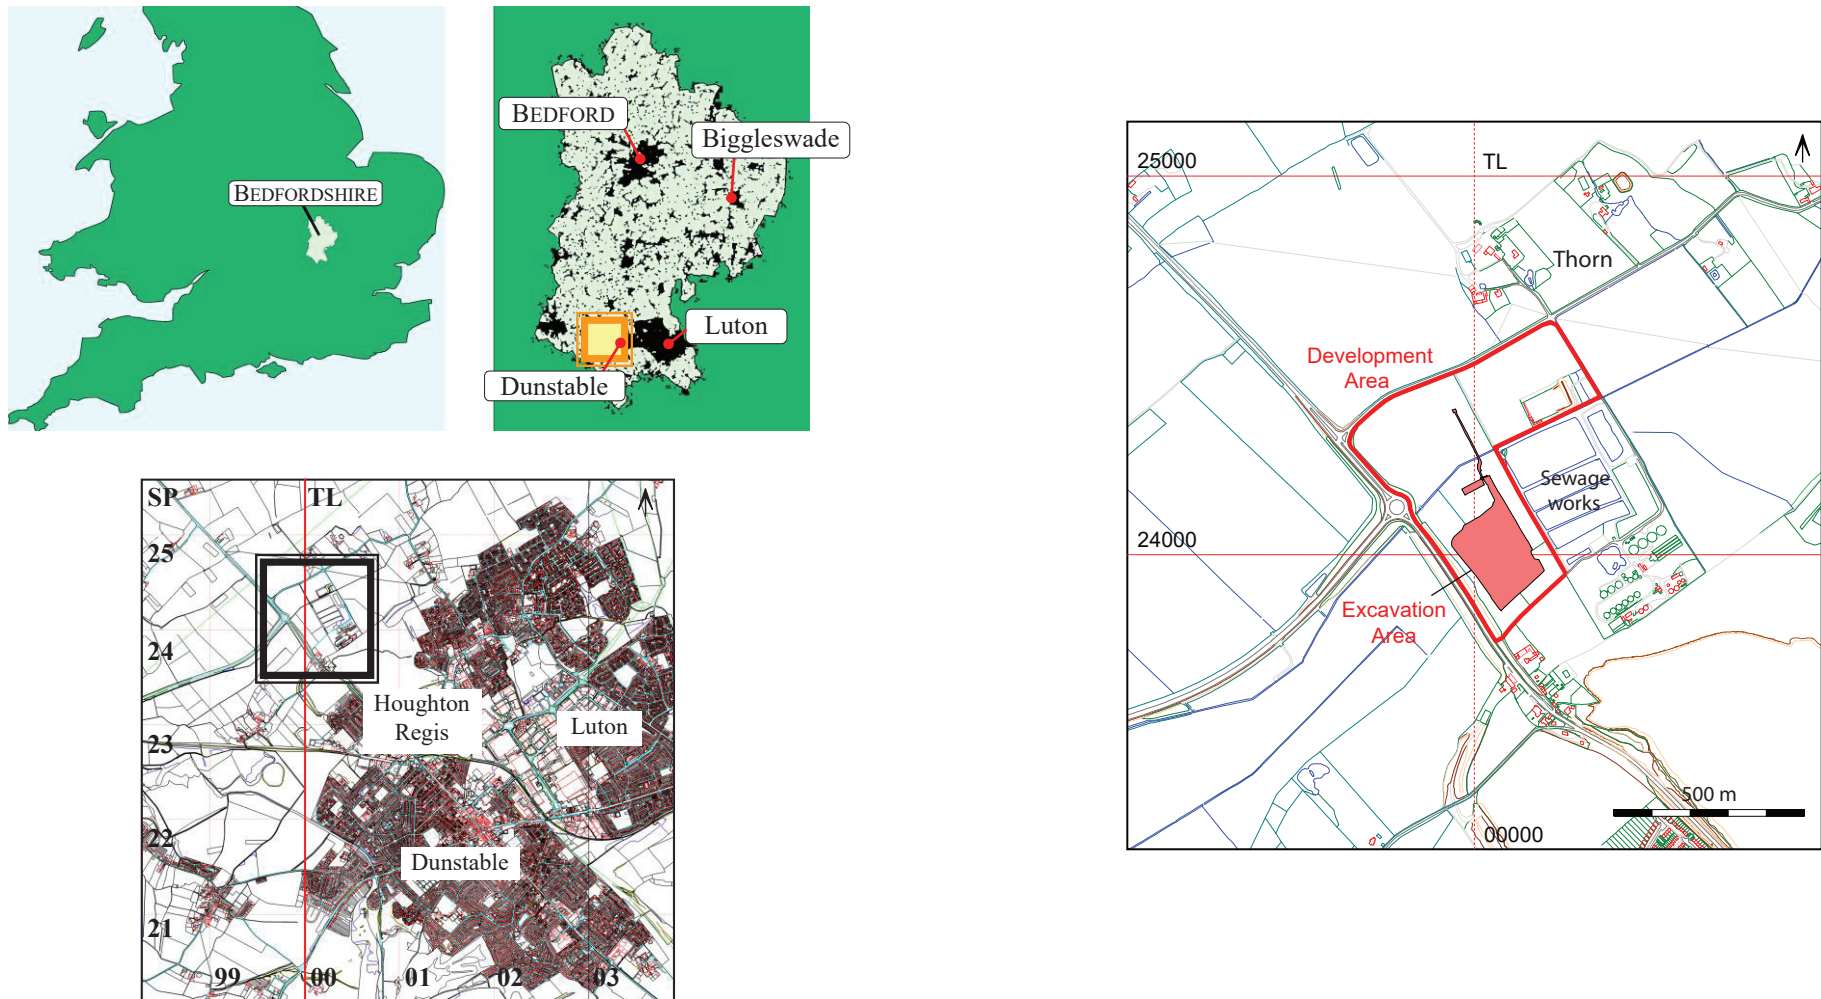 BEDFORDSHIRE
BEDFORD
Biggleswade
Luton
Dunstable
SP
TL
25
24
23
22
21
99
00
01
02
03
Houghton
Regis
Luton
Dunstable
25000
TL
Thorn
Development
Area
Sewage
works
24000
Excavation
Area
500 m
00000